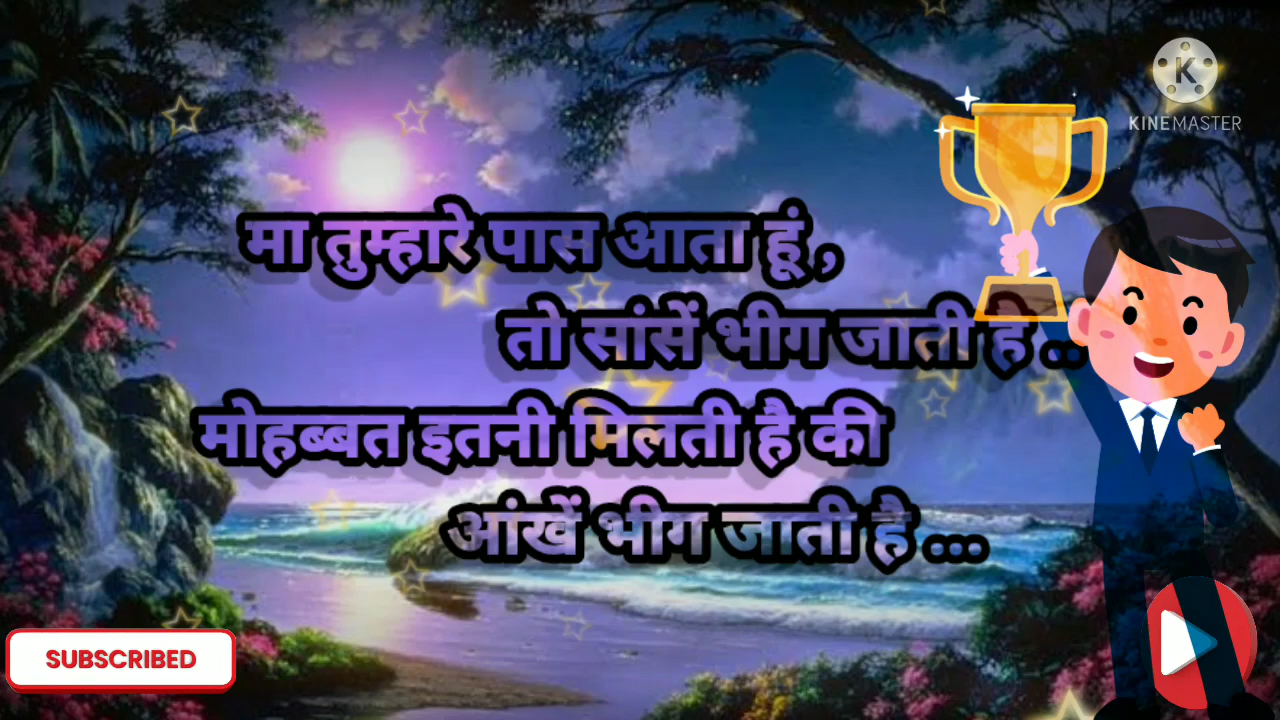 KINEMASTER
मा तुम्हारे पास आता हूं ,
तो सांसें भीग जाती है ..
मोहब्बत इतनी मिलती है की
आंखें भीग जाती है ...
SUBSCRIBED